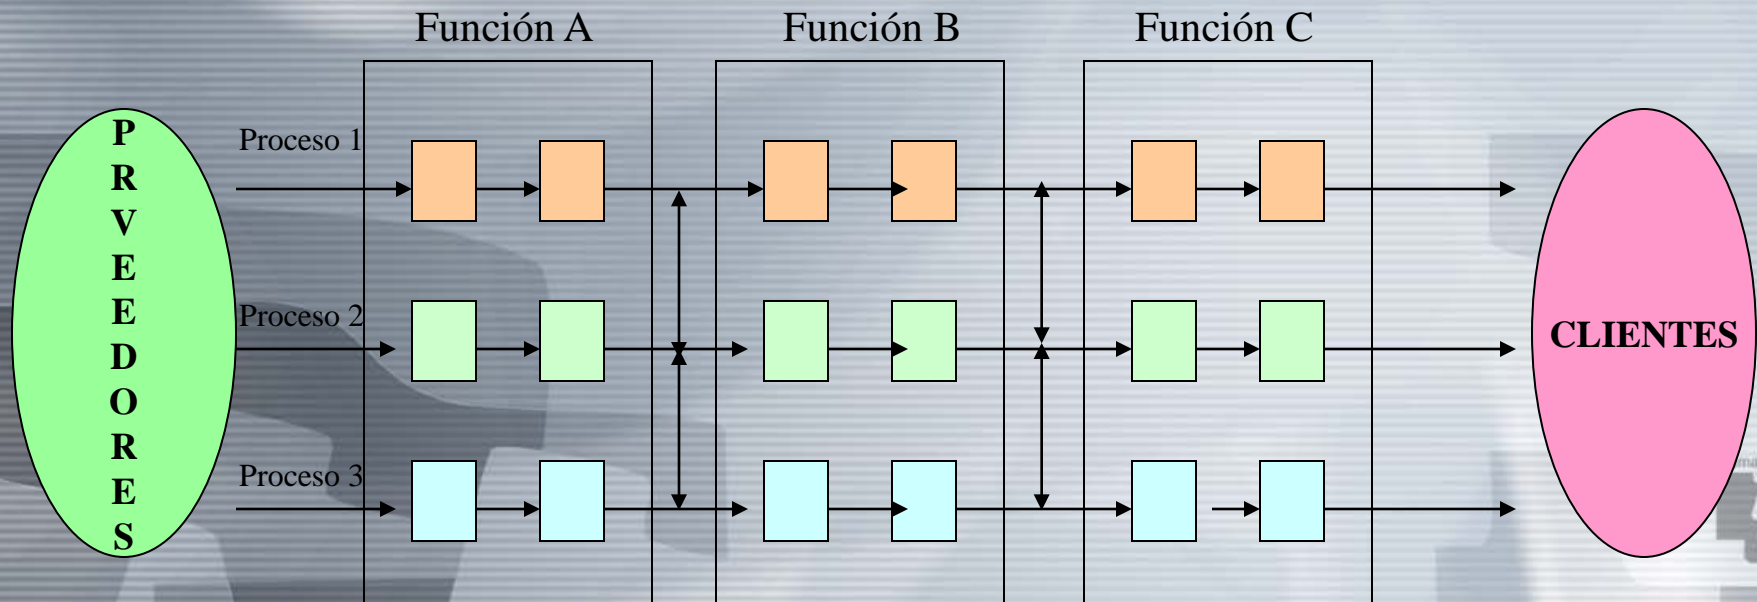 Función A
Función B
Función C
P
R
V
E
E
D
O
R
E
S
Proceso 1
Proceso 2
Proceso 3
CLIENTES